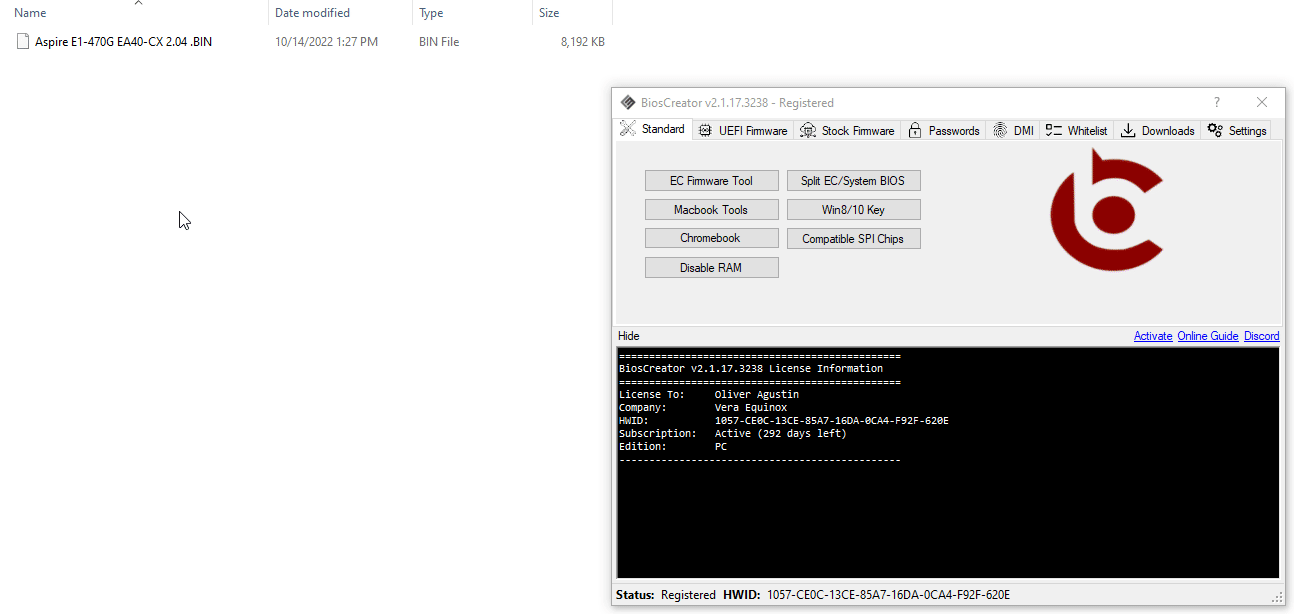 Name Date modified Type Size
Aspire E1-470G EA40-CX 2.04 .BIN 10/14/2022 1:27 PM BIN File 8,192 KB
BiosCreator v2.1.17.3238 - Registered ?
Standard UEFI Firmware Stock Firmware Passwords DMI Whitelist Downloads Settings
EC Firmware Tool Split EC/System BIOS
Macbook Tools Win8/10 Key
Chromebook Compatible SPI Chips
Disable RAM
Hide Activate Online Guide Discord
===============================================
BiosCreator v2.1.17.3238 License Information
===============================================
License To: Oliver Agustin
Company: Vera Equinox
HWID: 1057-CE0C-13CE-85A7-16DA-0CA4-F92F-620E
Subscription: Active (292 days left)
Edition: PC
-----------------------------------------------
Status: Registered HWID: 1057-CE0C-13CE-85A7-16DA-0CA4-F92F-620E